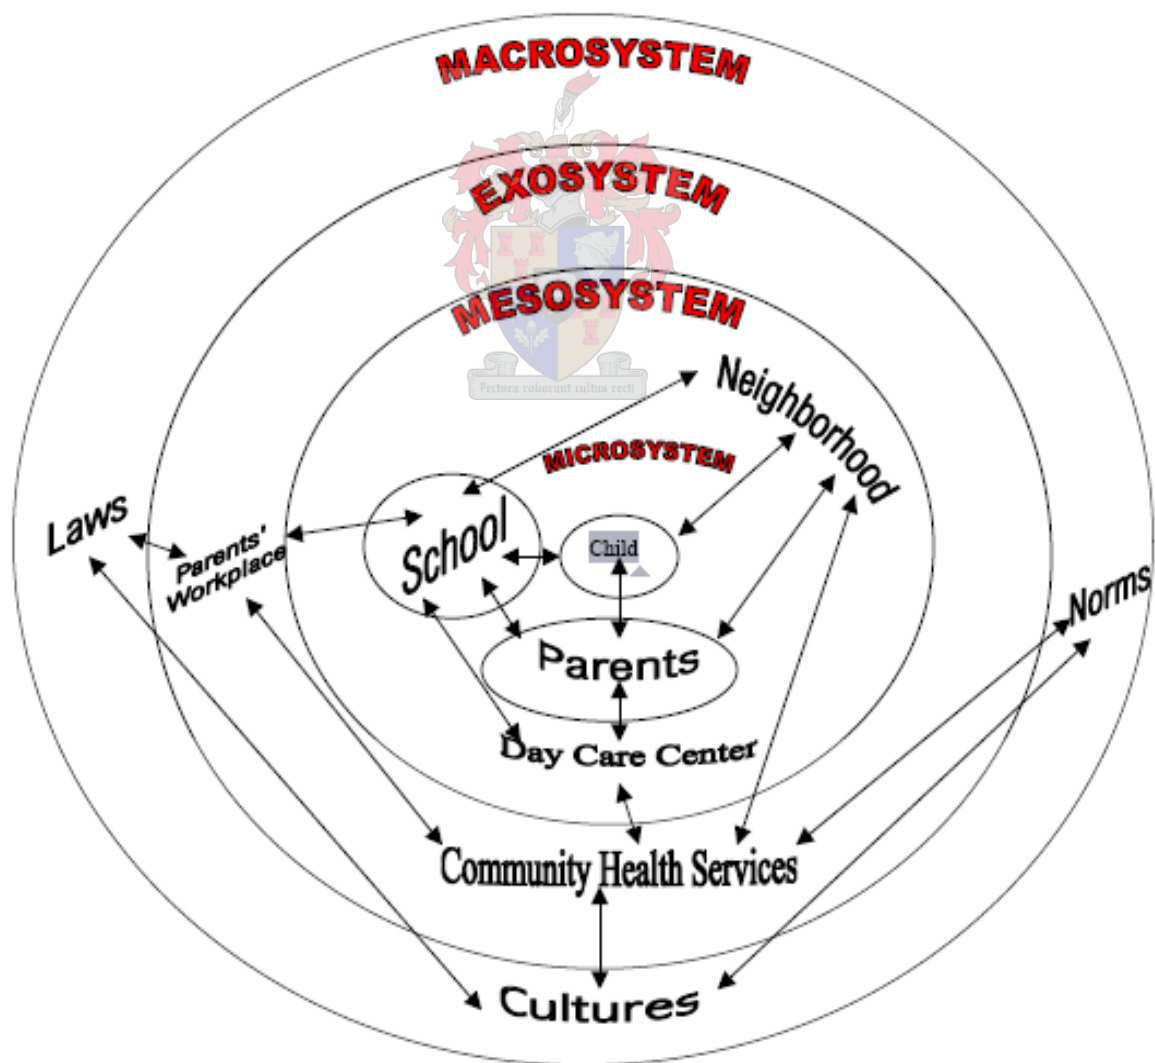 MACROSYSTEM
EXOSYSTEM
MESOSYSTEM
Pectora roborant cultus recti
Neighborhood
MICROSYSTEM
Laws
Parents'
Workplace
School
Child
Norms
Parents
Day Care Center
Community Health Services
Cultures